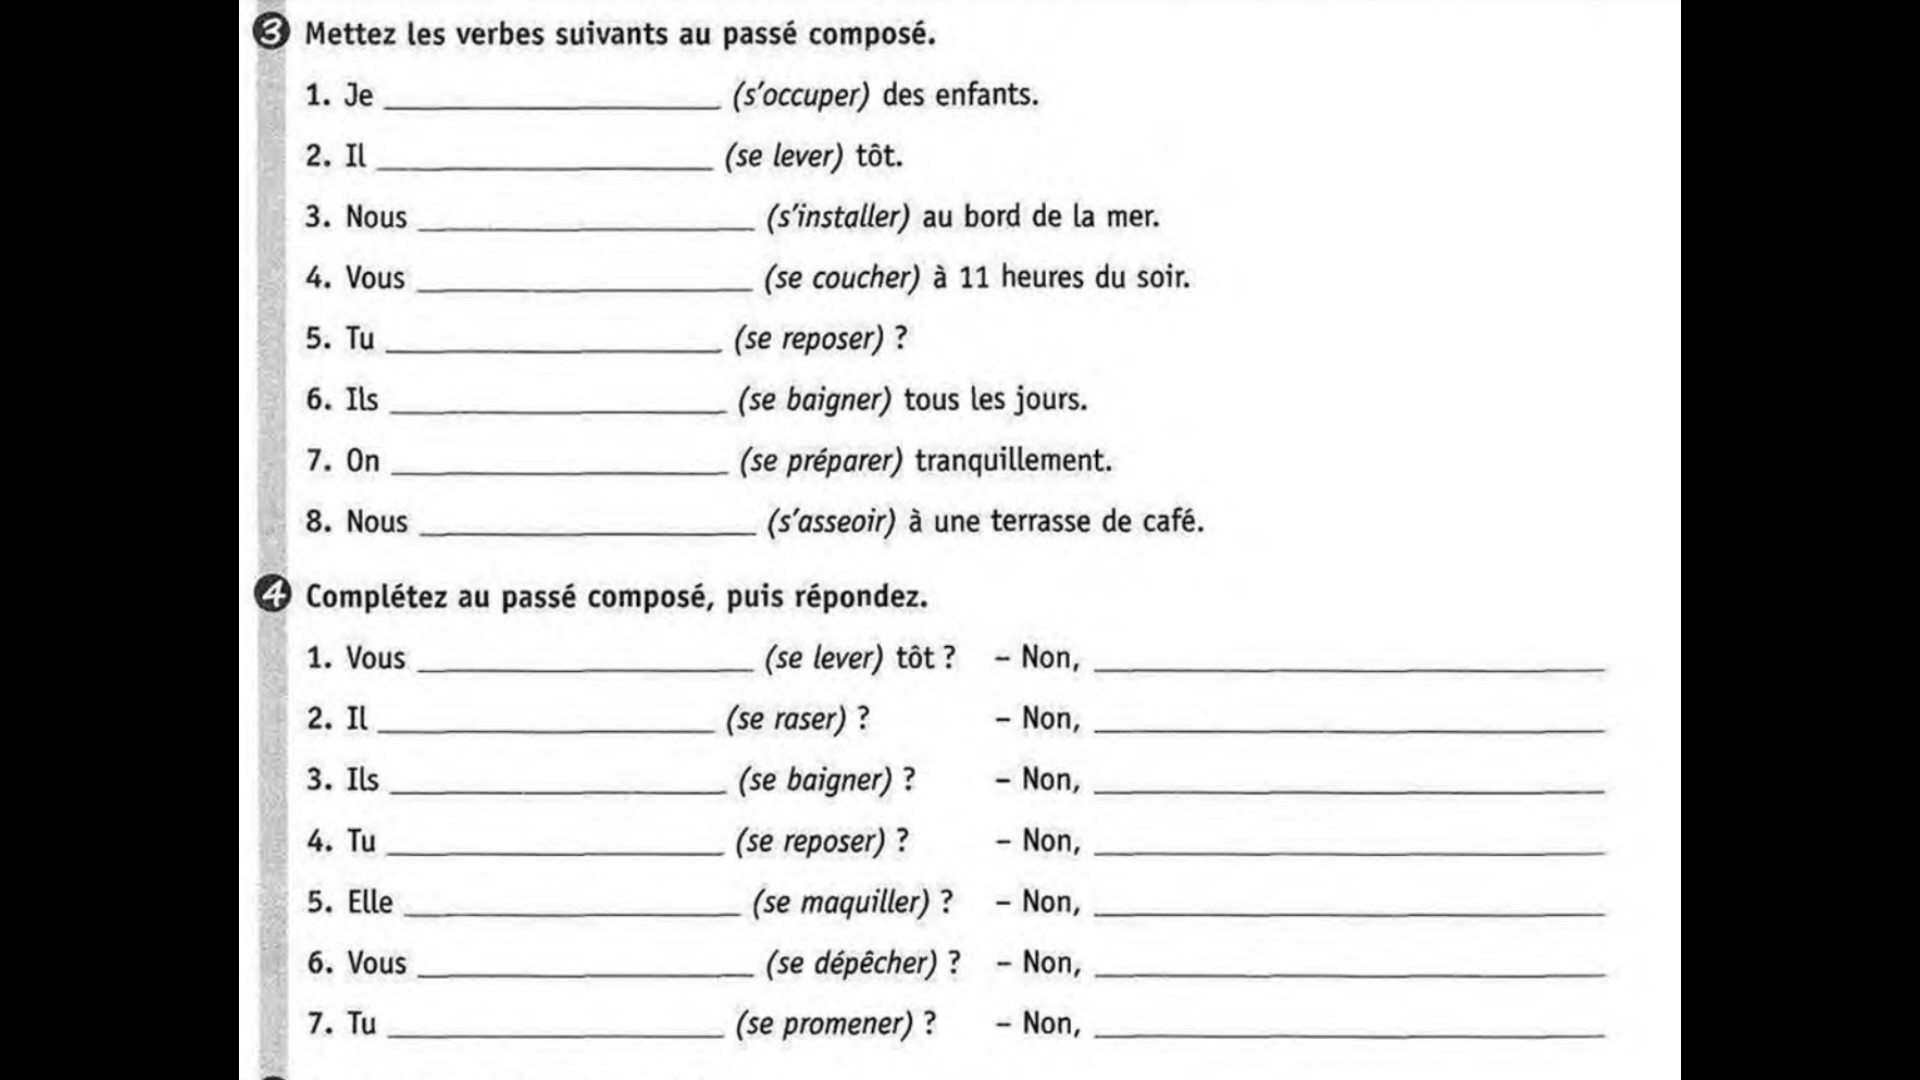 3 Mettez les verbes suivants au passé composé.
1. Je ____________________ (s'occuper) des enfants.
2. Il ____________________ (se lever) tôt.
3. Nous ____________________ (s'installer) au bord de la mer.
4. Vous ____________________ (se coucher) à 11 heures du soir.
5. Tu ____________________ (se reposer) ?
6. Ils ____________________ (se baigner) tous les jours.
7. On ____________________ (se préparer) tranquillement.
8. Nous ____________________ (s'asseoir) à une terrasse de café.
4 Complétez au passé composé, puis répondez.
1. Vous ____________________ (se lever) tôt ? – Non, ______________________________
2. Il ____________________ (se raser) ? – Non, ______________________________
3. Ils ____________________ (se baigner) ? – Non, ______________________________
4. Tu ____________________ (se reposer) ? – Non, ______________________________
5. Elle ____________________ (se maquiller) ? – Non, ______________________________
6. Vous ____________________ (se dépêcher) ? – Non, ______________________________
7. Tu ____________________ (se promener) ? – Non, ______________________________